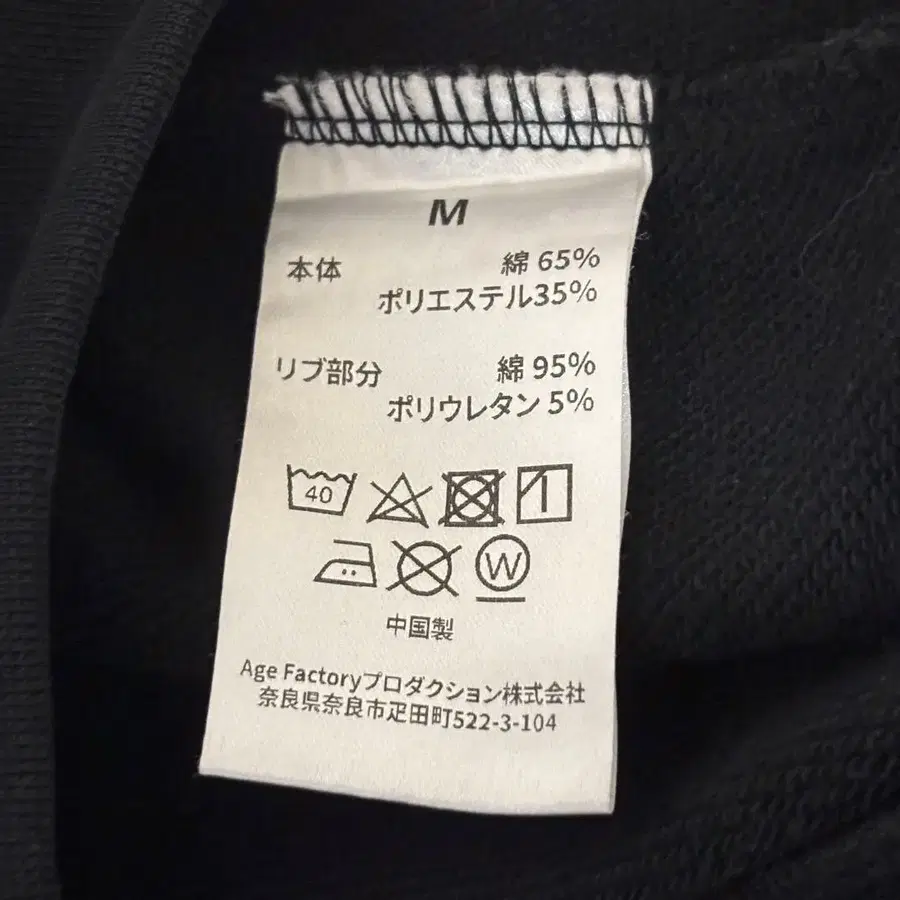 M
本体 綿 65%
ポリエステル35%
リブ部分 綿 95%
ポリウレタン 5%
40
W
中国製
Age Factoryプロダクション株式会社
奈良県奈良市疋田町522-3-104